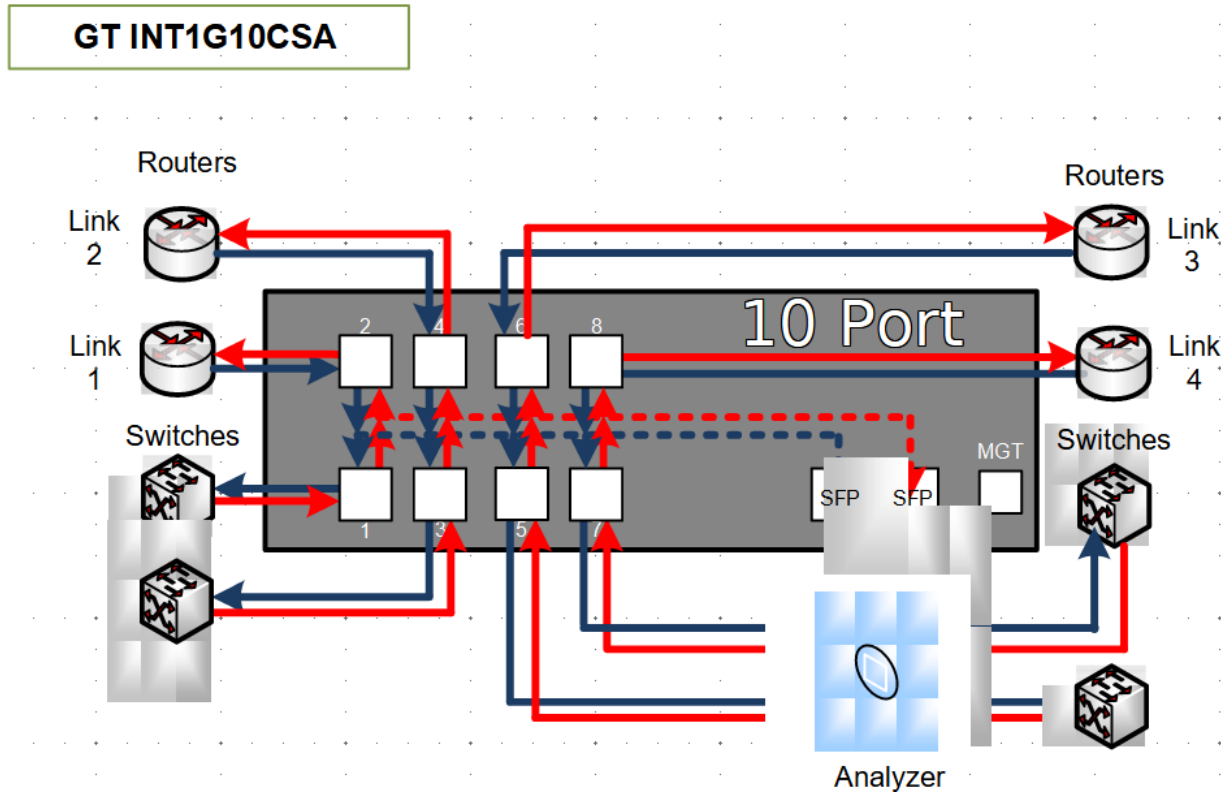 GT INT1G10CSA
Routers
Routers
Link
2
Link
3
10 Port
2
4
6
8
Link
1
Link
4
Switches
Switches
MGT
SFP
SFP
1
3
5
7
Analyzer